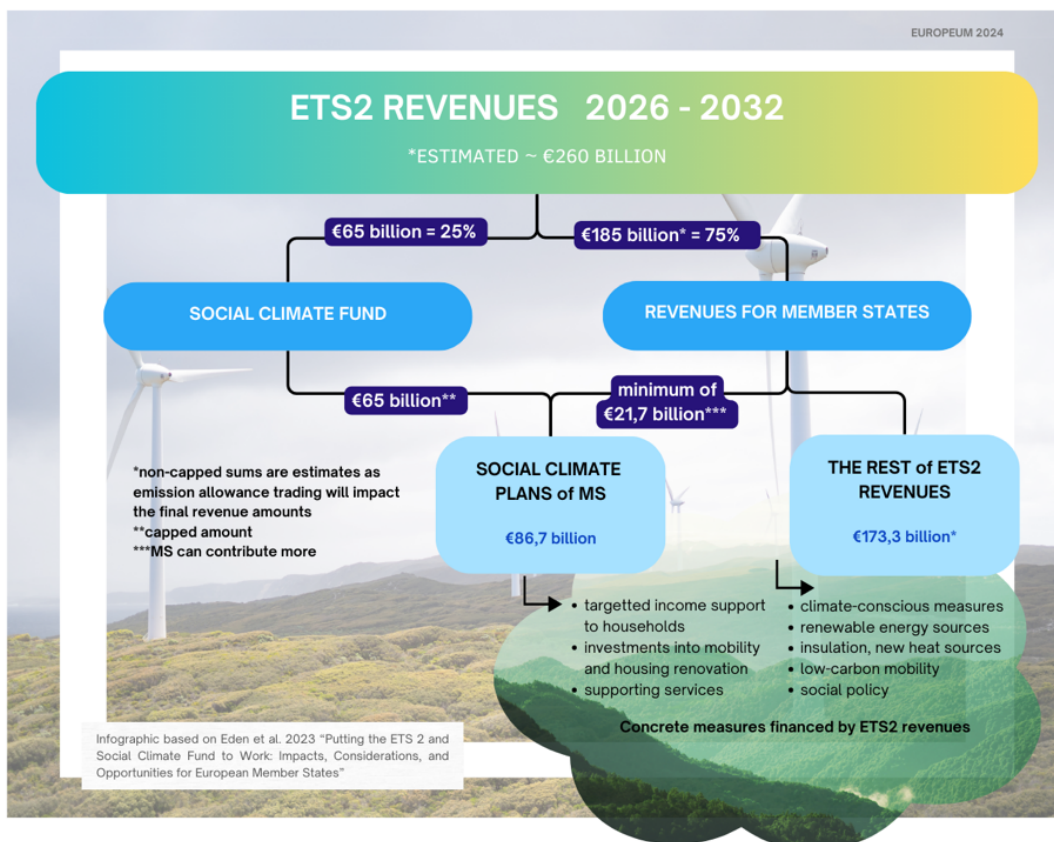 EUROPEUM 2024
ETS2 REVENUES 2026 - 2032
*ESTIMATED ~ €260 BILLION
€65 billion = 25%
€185 billion* = 75%
SOCIAL CLIMATE FUND
REVENUES FOR MEMBER STATES
€65 billion**
minimum of
€21,7 billion***
*non-capped sums are estimates as
emission allowance trading will impact
the final revenue amounts
**capped amount
***MS can contribute more
SOCIAL CLIMATE
PLANS of MS
€86,7 billion
THE REST of ETS2
REVENUES
€173,3 billion*
• targetted income support
to households
• investments into mobility
and housing renovation
• supporting services
• climate-conscious measures
• renewable energy sources
• insulation, new heat sources
• low-carbon mobility
• social policy
Concrete measures financed by ETS2 revenues
Infographic based on Eden et al. 2023 “Putting the ETS 2 and
Social Climate Fund to Work: Impacts, Considerations, and
Opportunities for European Member States”